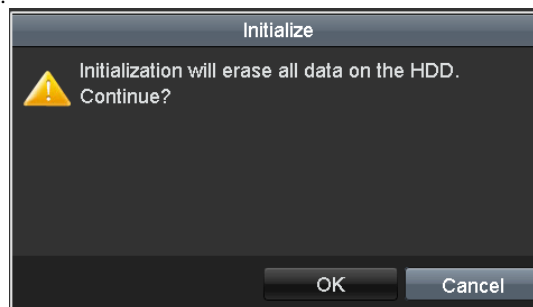 Initialize
Initialization will erase all data on the HDD.
Continue?
OK
Cancel